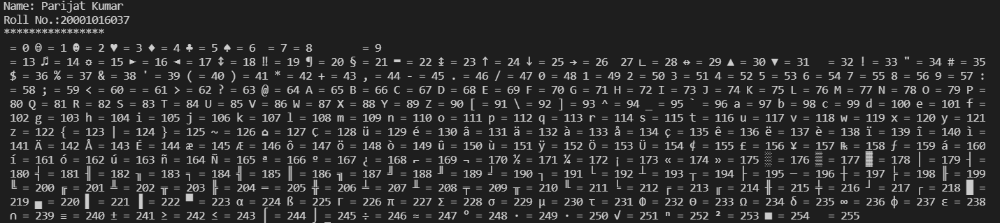 Name: Parijat Kumar
Roll No.:20001016037
****************
 = 0 ☺ = 1 ☻ = 2 ♥ = 3 ♦ = 4 ♣ = 5 ♠ = 6  = 7 = 8        = 9
 = 13 ♫ = 14 ☼ = 15 ► = 16 ◄ = 17 ↕ = 18 ‼ = 19 ¶ = 20 § = 21 ▬ = 22 ↨ = 23 ↑ = 24 ↓ = 25 → = 26  27 ∟ = 28 ↔ = 29 ▲ = 30 ▼ = 31   = 32 ! = 33 " = 34 # = 35
 $ = 36 % = 37 & = 38 ' = 39 ( = 40 ) = 41 * = 42 + = 43 , = 44 - = 45 . = 46 / = 47 0 = 48 1 = 49 2 = 50 3 = 51 4 = 52 5 = 53 6 = 54 7 = 55 8 = 56 9 = 57 :
 = 58 ; = 59 < = 60 = = 61 > = 62 ? = 63 @ = 64 A = 65 B = 66 C = 67 D = 68 E = 69 F = 70 G = 71 H = 72 I = 73 J = 74 K = 75 L = 76 M = 77 N = 78 O = 79 P =
80 Q = 81 R = 82 S = 83 T = 84 U = 85 V = 86 W = 87 X = 88 Y = 89 Z = 90 [ = 91 \ = 92 ] = 93 ^ = 94 _ = 95 ` = 96 a = 97 b = 98 c = 99 d = 100 e = 101 f =
102 g = 103 h = 104 i = 105 j = 106 k = 107 l = 108 m = 109 n = 110 o = 111 p = 112 q = 113 r = 114 s = 115 t = 116 u = 117 v = 118 w = 119 x = 120 y = 121
z = 122 { = 123 | = 124 } = 125 ~ = 126 ⌂ = 127 Ç = 128 ü = 129 é = 130 â = 131 ä = 132 à = 133 å = 134 ç = 135 ê = 136 ë = 137 è = 138 ï = 139 î = 140 ì =
141 Ä = 142 Å = 143 É = 144 æ = 145 Æ = 146 ô = 147 ö = 148 ò = 149 û = 150 ù = 151 ÿ = 152 Ö = 153 Ü = 154 ¢ = 155 £ = 156 ¥ = 157 ₧ = 158 ƒ = 159 á = 160
í = 161 ó = 162 ú = 163 ñ = 164 Ñ = 165 ª = 166 º = 167 ¿ = 168 ⌐ = 169 ¬ = 170 ½ = 171 ¼ = 172 ¡ = 173 « = 174 » = 175 ░ = 176 ▒ = 177 ▓ = 178 │ = 179 ┤ =
180 ╡ = 181 ╢ = 182 ╖ = 183 ╕ = 184 ╣ = 185 ║ = 186 ╗ = 187 ╝ = 188 ╜ = 189 ╛ = 190 ┐ = 191 └ = 192 ┴ = 193 ┬ = 194 ├ = 195 ─ = 196 ┼ = 197 ╞ = 198 ╟ = 199
╚ = 200 ╔ = 201 ╩ = 202 ╦ = 203 ╠ = 204 ═ = 205 ╬ = 206 ╧ = 207 ╨ = 208 ╤ = 209 ╥ = 210 ╙ = 211 ╘ = 212 ╒ = 213 ╓ = 214 ╫ = 215 ╪ = 216 ┘ = 217 ┌ = 218 █ =
219 ▄ = 220 ▌ = 221 ▐ = 222 ▀ = 223 α = 224 ß = 225 Γ = 226 π = 227 Σ = 228 σ = 229 µ = 230 τ = 231 Φ = 232 Θ = 233 Ω = 234 δ = 235 ∞ = 236 φ = 237 ε = 238
∩ = 239 ≡ = 240 ± = 241 ≥ = 242 ≤ = 243 ⌠ = 244 ⌡ = 245 ÷ = 246 ≈ = 247 ° = 248 ∙ = 249 · = 250 √ = 251 ⁿ = 252 ² = 253 ■ = 254   = 255